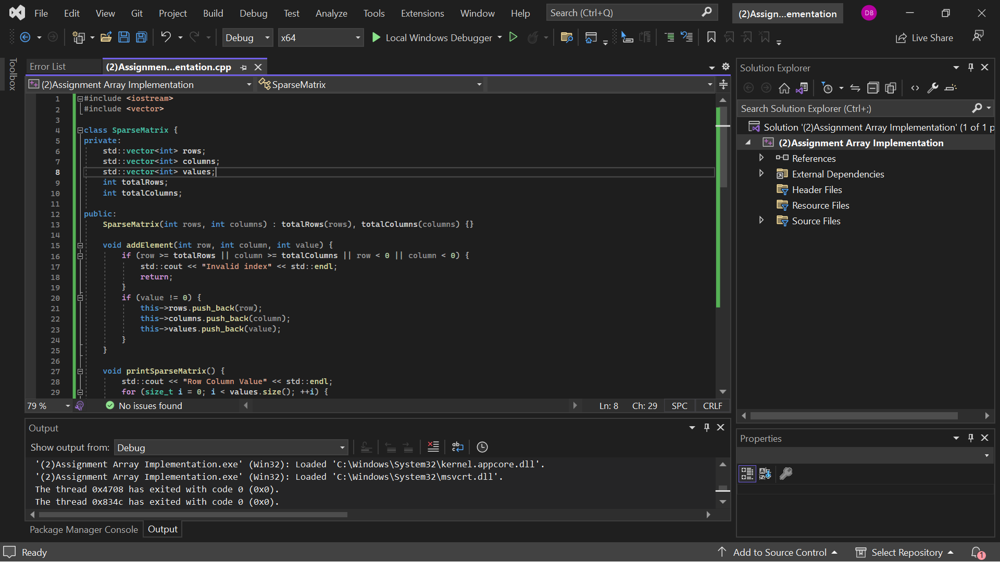 File Edit View Git Project Build Debug Test Analyze Tools Extensions Window Help Search (Ctrl+Q) (2)Assign...ementation DB
Debug x64 Local Windows Debugger Live Share
Toolbox
Error List (2)Assignmen...entation.cpp
(2)Assignment Array Implementation SparseMatrix
1 #include <iostream>
2 #include <vector>
3
4 class SparseMatrix {
5 private:
6 std::vector<int> rows;
7 std::vector<int> columns;
8 std::vector<int> values;
9 int totalRows;
10 int totalColumns;
11
12 public:
13 SparseMatrix(int rows, int columns) : totalRows(rows), totalColumns(columns) {}
14
15 void addElement(int row, int column, int value) {
16 if (row >= totalRows || column >= totalColumns || row < 0 || column < 0) {
17 std::cout << "Invalid index" << std::endl;
18 return;
19 }
20 if (value != 0) {
21 this->rows.push_back(row);
22 this->columns.push_back(column);
23 this->values.push_back(value);
24 }
25 }
26
27 void printSparseMatrix() {
28 std::cout << "Row Column Value" << std::endl;
29 for (size_t i = 0; i < values.size(); ++i) {
79 % No issues found Ln: 8 Ch: 29 SPC CRLF
Output
Show output from: Debug
'(2)Assignment Array Implementation.exe' (Win32): Loaded 'C:\Windows\System32\kernel.appcore.dll'.
'(2)Assignment Array Implementation.exe' (Win32): Loaded 'C:\Windows\System32\msvcrt.dll'.
The thread 0x4708 has exited with code 0 (0x0).
The thread 0x834c has exited with code 0 (0x0).
Package Manager Console Output
Solution Explorer
Search Solution Explorer (Ctrl+;)
Solution '(2)Assignment Array Implementation' (1 of 1 p
(2)Assignment Array Implementation
References
External Dependencies
Header Files
Resource Files
Source Files
Properties
Ready Add to Source Control Select Repository 1